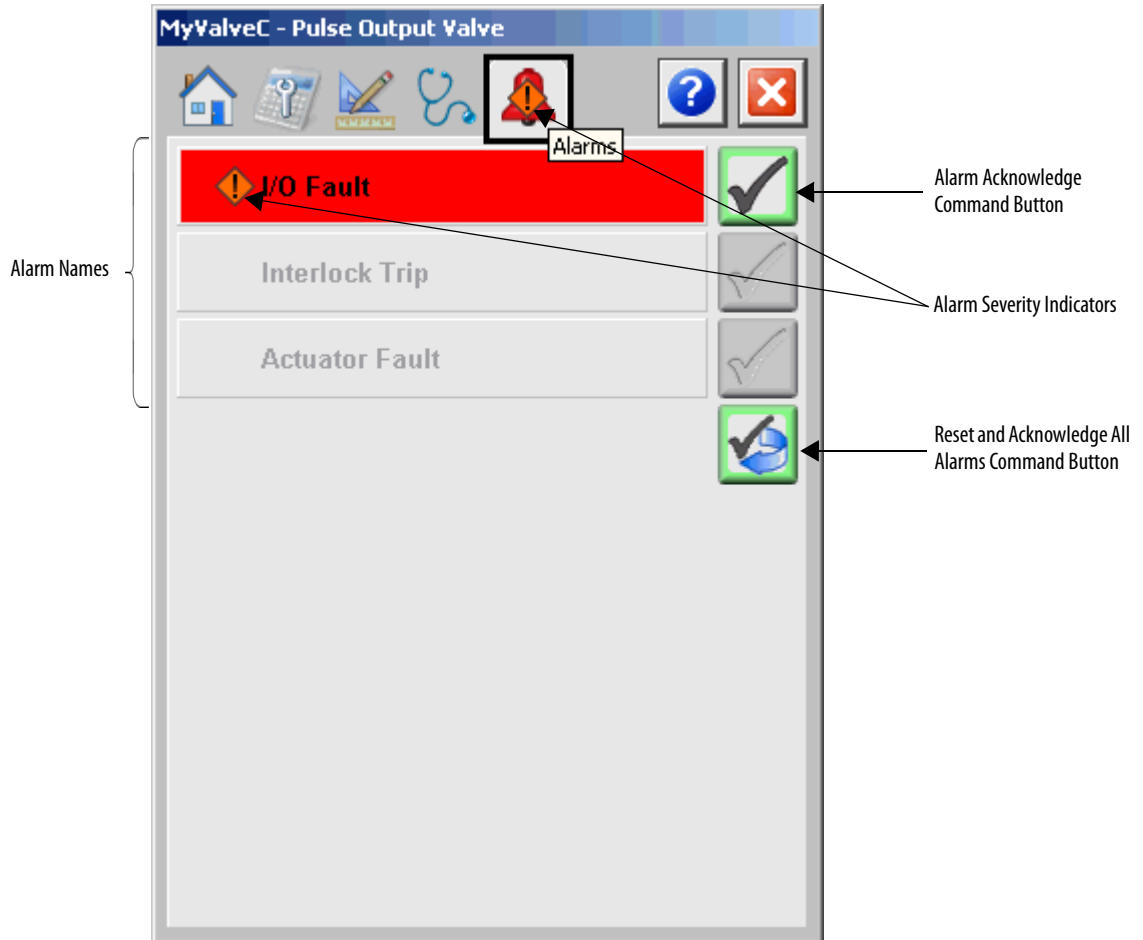 MyValveC - Pulse Output Valve
?
Alarms
! I/O Fault
Interlock Trip
Actuator Fault
Alarm Names
Alarm Acknowledge
Command Button
Alarm Severity Indicators
Reset and Acknowledge All
Alarms Command Button